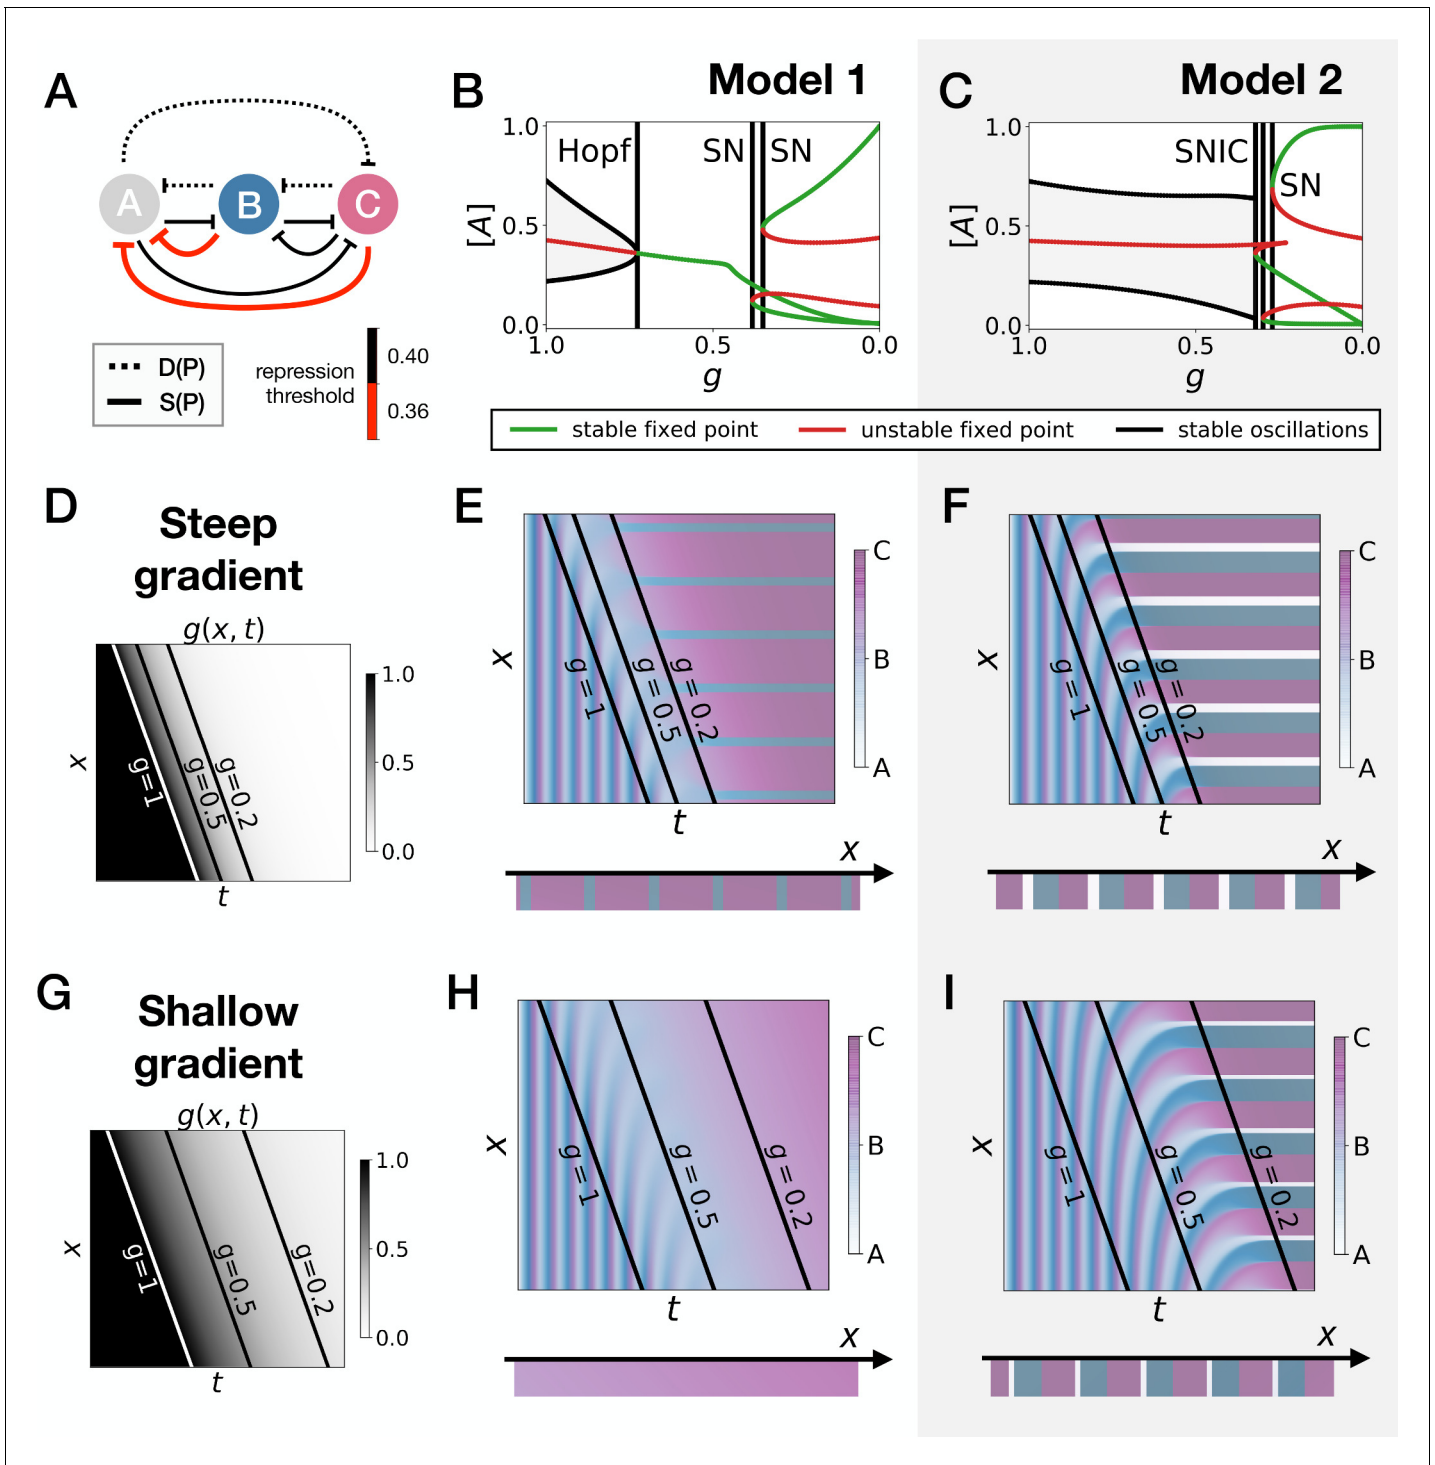 A
A
B
C
D(P)
S(P)
repression
threshold
0.40
0.36
B
Model 1
1.0
0.5
0.0
[A]
Hopf
SN
SN
1.0
0.5
0.0
g
C
Model 2
1.0
0.5
0.0
[A]
SNIC
SN
1.0
0.5
0.0
g
stable fixed point
unstable fixed point
stable oscillations
D
Steep
gradient
g(x, t)
x
g=1
g=0.5
g=0.2
t
1.0
0.5
0.0
E
x
g = 1
g = 0.5
g = 0.2
t
C
B
A
x
F
x
g = 1
g = 0.5
g = 0.2
t
C
B
A
x
G
Shallow
gradient
g(x, t)
x
g=1
g=0.5
g=0.2
t
1.0
0.5
0.0
H
x
g = 1
g = 0.5
g = 0.2
t
C
B
A
x
I
x
g = 1
g = 0.5
g = 0.2
t
C
B
A
x